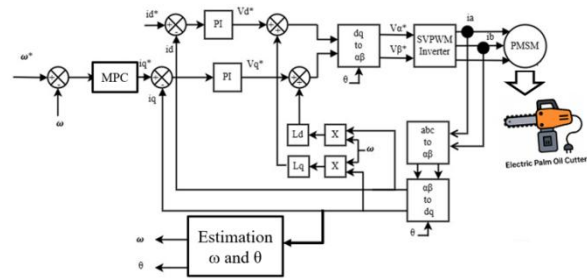 id*
Vd*
PI
id
dq
to
αβ
θ
Vα*
Vβ*
SVPWM
Inverter
ia
ib
PMSM
ω*
MPC
iq*
PI
Vq*
iq
ω
Ld
X
ω
Lq
X
abc
to
αβ
αβ
to
dq
θ
Electric Palm Oil Cutter
Estimation
ω and θ
ω
θ